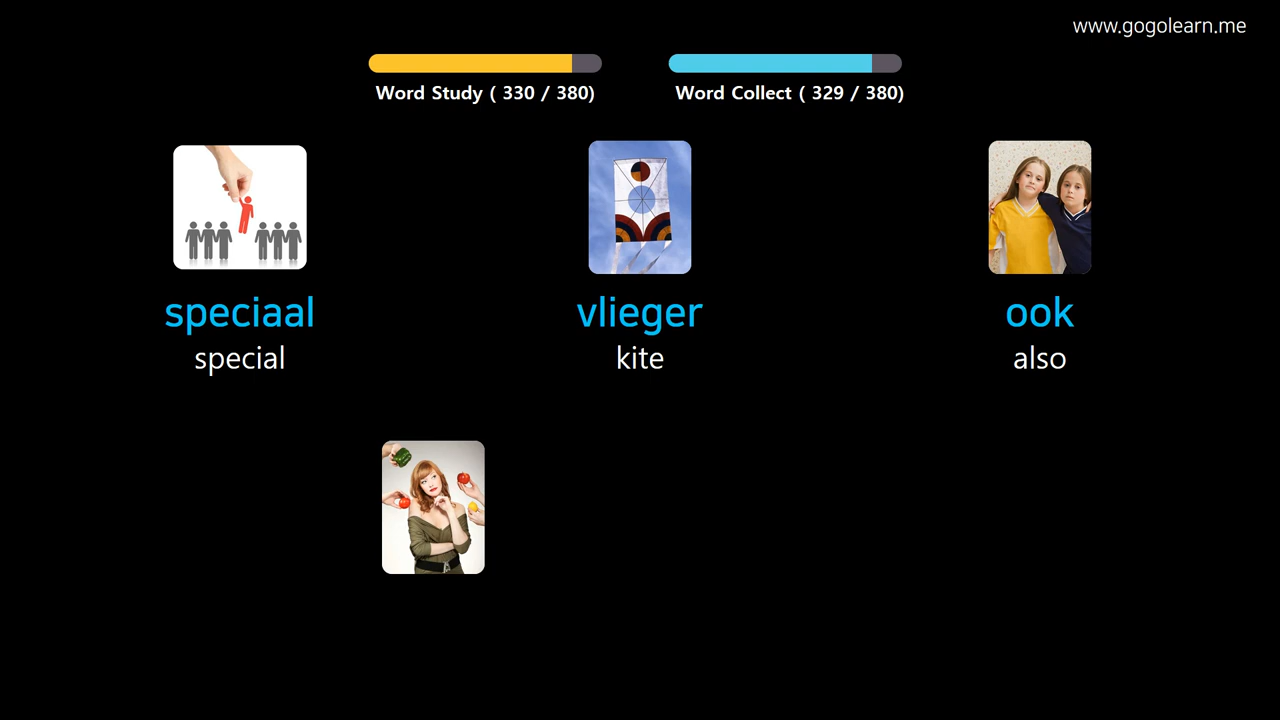 www.gogolearn.me
Word Study ( 330 / 380)
Word Collect ( 329 / 380)
speciaal
special
vlieger
kite
ook
also